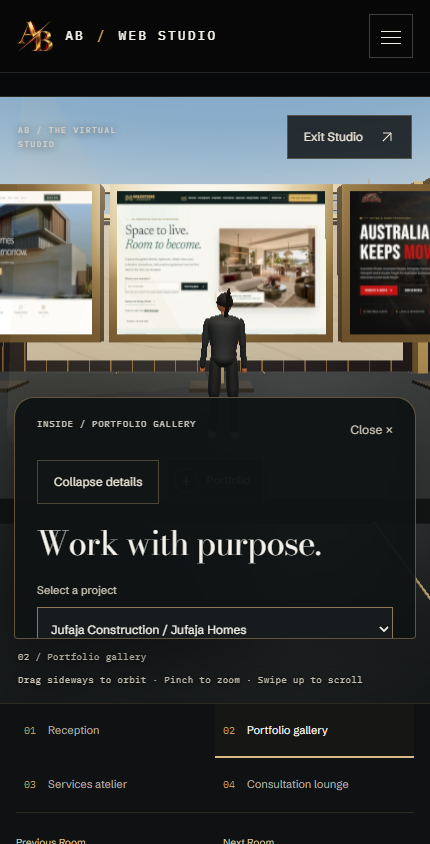 AB / WEB STUDIO
AB / THE VIRTUAL
STUDIO
Exit Studio
Space to live.
Room to become.
AUSTRALIA
KEEPS MOV
INSIDE / PORTFOLIO GALLERY
Close ×
Collapse details
Portfolio
Work with purpose.
Select a project
Jufaja Construction / Jufaja Homes
02 / Portfolio gallery
Drag sideways to orbit · Pinch to zoom · Swipe up to scroll
01 Reception
02 Portfolio gallery
03 Services atelier
04 Consultation lounge
Previous Room
Next Room